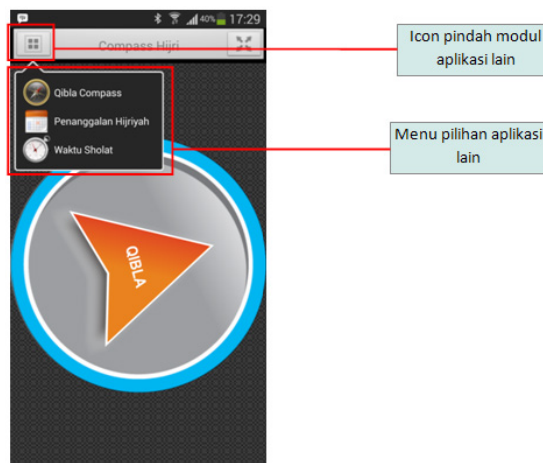 40% 17:29
Compass Hijri
Icon pindah modul
aplikasi lain
Qibla Compass
Penanggalan Hijriyah
Waktu Sholat
Menu pilihan aplikasi
lain
QIBLA